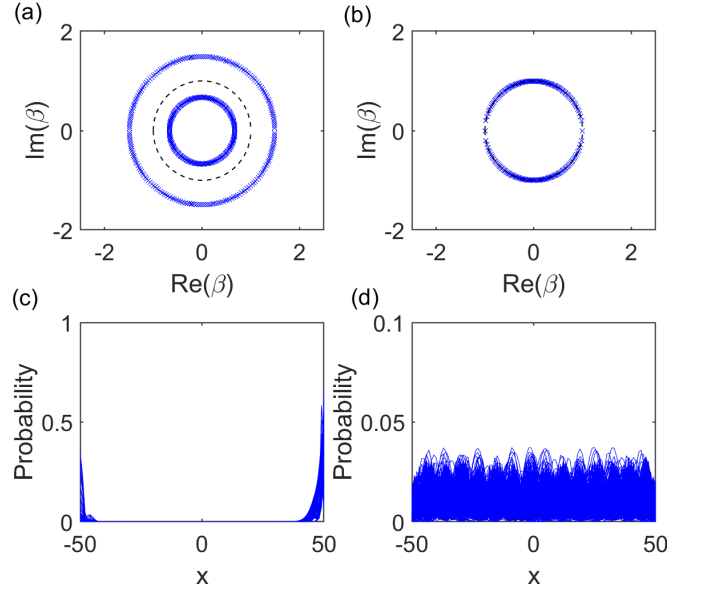 (a)
2
0
-2
Im(β)
-2 0 2
Re(β)
(b)
2
0
-2
Im(β)
-2 0 2
Re(β)
(c)
1
0.5
0
Probability
-50 0 50
x
(d)
0.1
0.05
0
Probability
-50 0 50
x